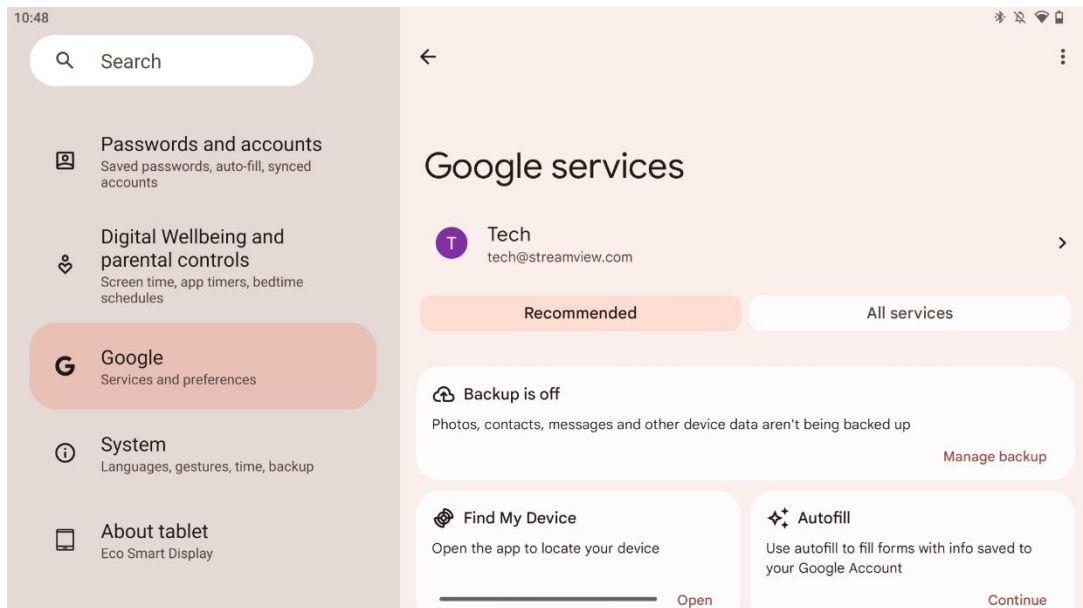 10:48
Search
Passwords and accounts
Saved passwords, auto-fill, synced
accounts
Digital Wellbeing and
parental controls
Screen time, app timers, bedtime
schedules
Google
Services and preferences
System
Languages, gestures, time, backup
About tablet
Eco Smart Display
Google services
T
Tech
tech@streamview.com
Recommended
All services
Backup is off
Photos, contacts, messages and other device data aren't being backed up
Manage backup
Find My Device
Open the app to locate your device
Open
Autofill
Use autofill to fill forms with info saved to
your Google Account
Continue